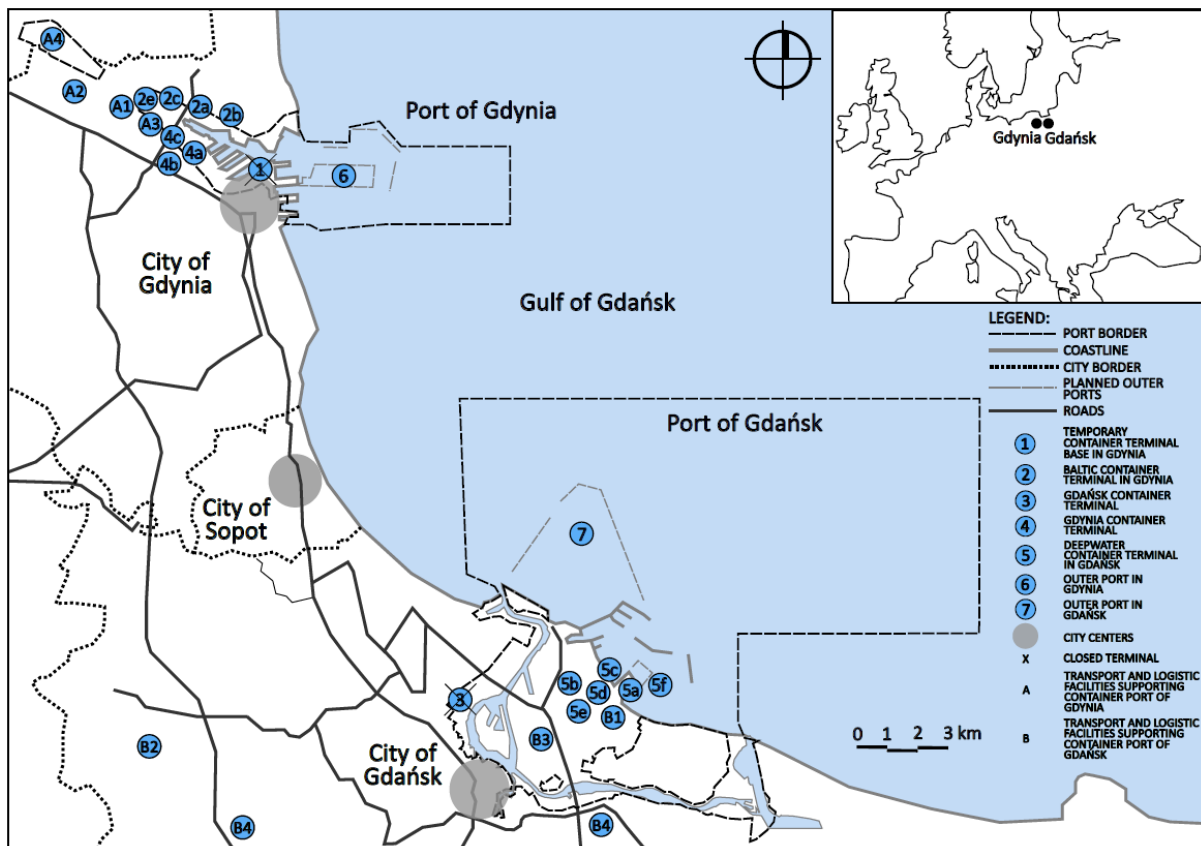 A4
A2
A1
2e
2c
2a
2b
A3
4c
4a
4b
1
6
Port of Gdynia
City of
Gdynia
Gulf of Gdańsk
Gdynia Gdańsk
City of
Sopot
Port of Gdańsk
7
3
5b
5c
5d
5a
5f
5e
B1
B3
B2
City of
Gdańsk
B4
B4
0 1 2 3 km
LEGEND:
PORT BORDER
COASTLINE
CITY BORDER
PLANNED OUTER
PORTS
ROADS
1 TEMPORARY
CONTAINER TERMINAL
BASE IN GDYNIA
2 BALTIC CONTAINER
TERMINAL IN GDYNIA
3 GDAŃSK CONTAINER
TERMINAL
4 GDYNIA CONTAINER
TERMINAL
5 DEEPWATER
CONTAINER TERMINAL
IN GDAŃSK
6 OUTER PORT IN
GDYNIA
7 OUTER PORT IN
GDAŃSK
CITY CENTERS
X CLOSED TERMINAL
A TRANSPORT AND LOGISTIC
FACILITIES SUPPORTING
CONTAINER PORT OF
GDYNIA
B TRANSPORT AND LOGISTIC
FACILITIES SUPPORTING
CONTAINER PORT OF
GDAŃSK